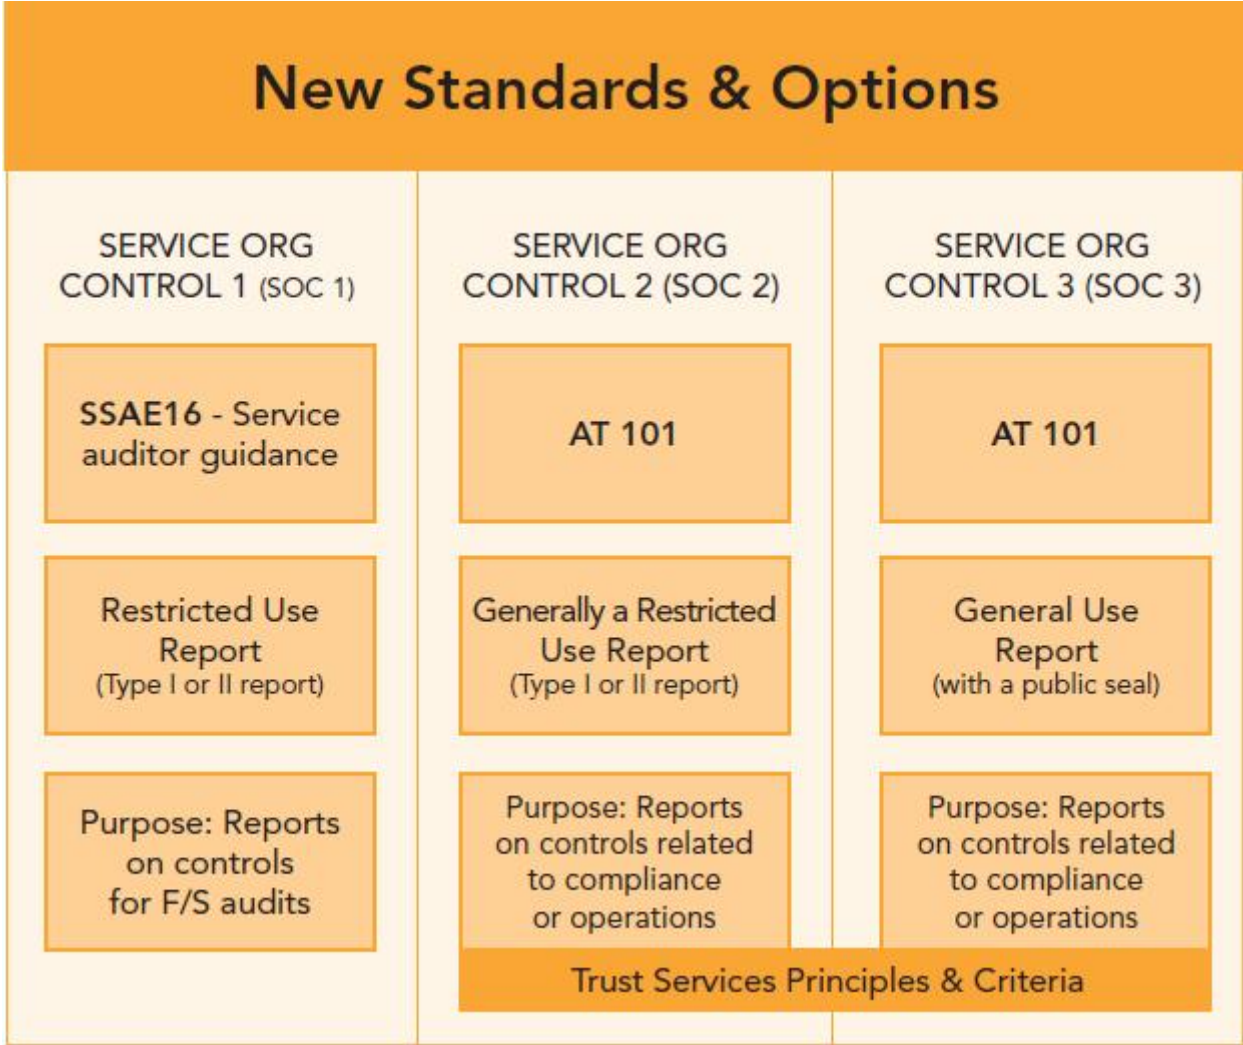 New Standards & Options
SERVICE ORG
CONTROL 1 (SOC 1)
SSAE16 - Service
auditor guidance
Restricted Use
Report
(Type I or II report)
Purpose: Reports
on controls
for F/S audits
SERVICE ORG
CONTROL 2 (SOC 2)
AT 101
Generally a Restricted
Use Report
(Type I or II report)
Purpose: Reports
on controls related
to compliance
or operations
SERVICE ORG
CONTROL 3 (SOC 3)
AT 101
General Use
Report
(with a public seal)
Purpose: Reports
on controls related
to compliance
or operations
Trust Services Principles & Criteria